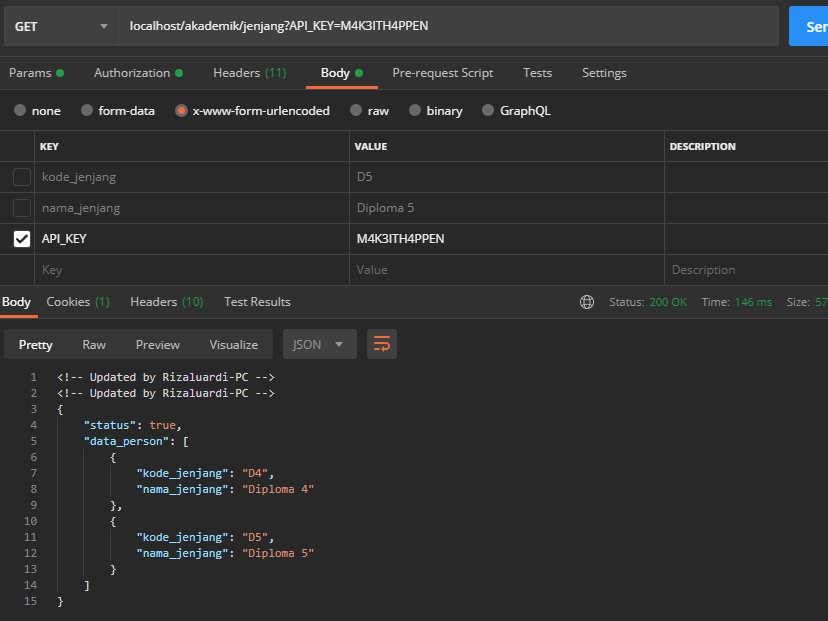 GET localhost/akademik/jenjang?API_KEY=M4K3ITH4PPEN
Params Authorization Headers (11) Body Pre-request Script Tests Settings
none form-data x-www-form-urlencoded raw binary GraphQL
KEY VALUE DESCRIPTION
kode_jenjang D5
nama_jenjang Diploma 5
API_KEY M4K3ITH4PPEN
Key Value Description
Body Cookies (1) Headers (10) Test Results Status: 200 OK Time: 146 ms Size: 57
Pretty Raw Preview Visualize JSON
1 <!-- Updated by Rizaluardi-PC -->
2 <!-- Updated by Rizaluardi-PC -->
3 {
4 "status": true,
5 "data_person": [
6 {
7 "kode_jenjang": "D4",
8 "nama_jenjang": "Diploma 4"
9 },
10 {
11 "kode_jenjang": "D5",
12 "nama_jenjang": "Diploma 5"
13 }
14 ]
15 }